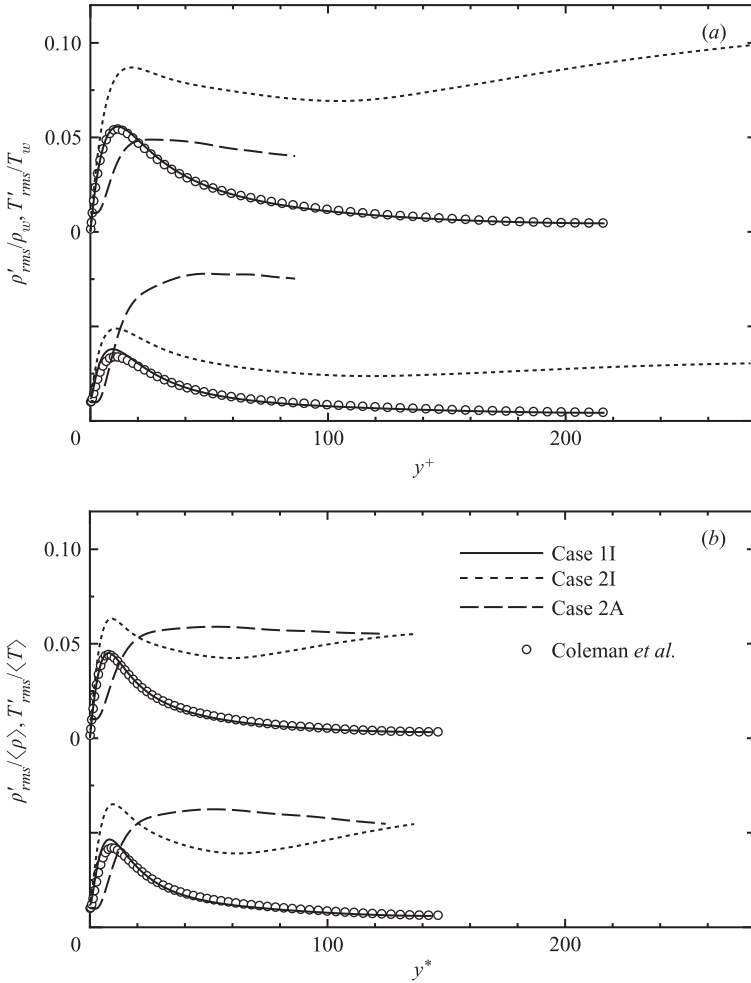 (a)
0.10
0.05
0
0
100
200
y⁺
ρ′rms/ρw, T′rms/Tw
(b)
Case 1I
Case 2I
Case 2A
Coleman et al.
0.10
0.05
0
0
100
200
y*
ρ′rms/⟨ρ⟩, T′rms/⟨T⟩